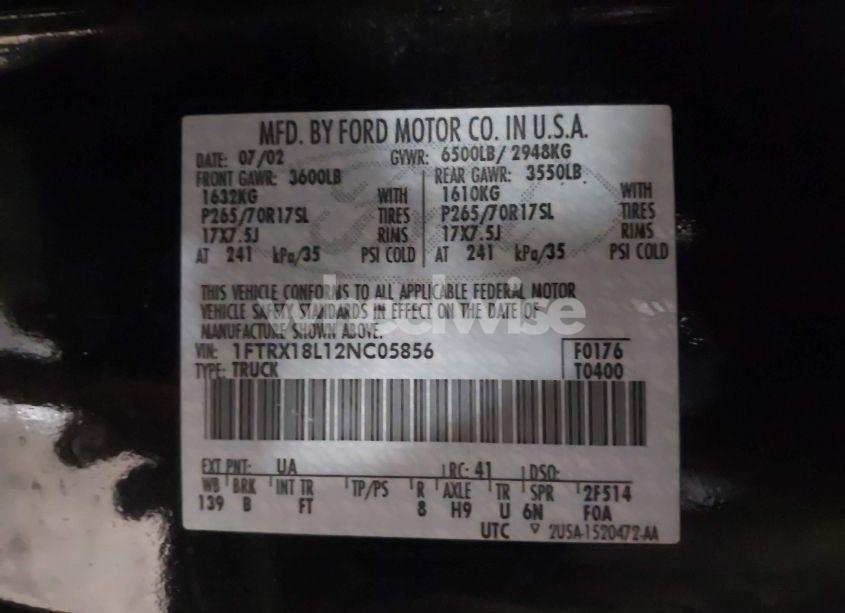 MFD. BY FORD MOTOR CO. IN U.S.A.
DATE: 07/02 GVWR: 6500LB/ 2948KG
FRONT GAWR: 3600LB REAR GAWR: 3550LB
1632KG WITH 1610KG WITH
P265/70R17SL TIRES P265/70R17SL TIRES
17X7.5J RIMS 17X7.5J RIMS
AT 241 kPa/35 PSI COLD AT 241 kPa/35 PSI COLD
THIS VEHICLE CONFORMS TO ALL APPLICABLE FEDERAL MOTOR
VEHICLE SAFETY STANDARDS IN EFFECT ON THE DATE OF
MANUFACTURE SHOWN ABOVE.
VIN: 1FTRX18L12NC05856 F0176
TYPE: TRUCK T0400
EXT PNT: UA RC: 41 DSO:
WB BRK INT TR TP/PS R AXLE TR SPR 2F514
139 B FT 8 H9 U 6N F0A
UTC ▽ 2USA-1520472-AA